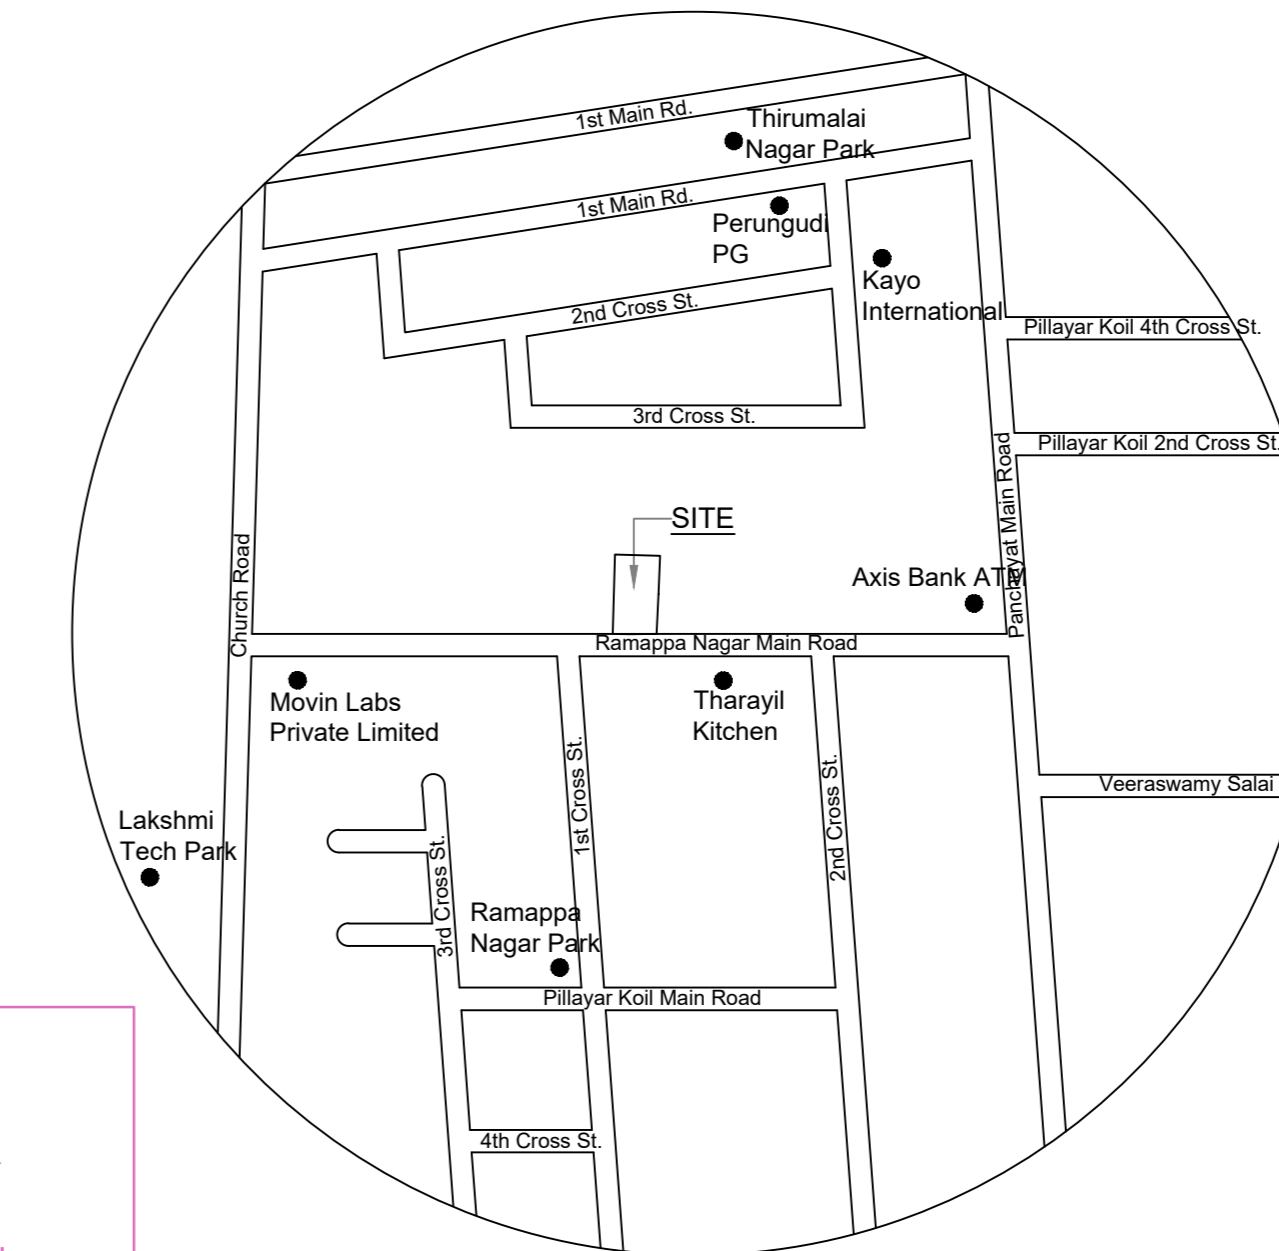 1st Main Rd.
Thirumalai
Nagar Park
1st Main Rd.
Perungudi
PG
Kayo
International
2nd Cross St.
Pillayar Koil 4th Cross St.
3rd Cross St.
Pillayar Koil 2nd Cross St.
Panchayat Main Road
SITE
Church Road
Axis Bank ATM
Ramappa Nagar Main Road
Movin Labs
Private Limited
Tharayil
Kitchen
1st Cross St.
2nd Cross St.
Veeraswamy Salai
Lakshmi
Tech Park
3rd Cross St.
Ramappa
Nagar Park
Pillayar Koil Main Road
4th Cross St.